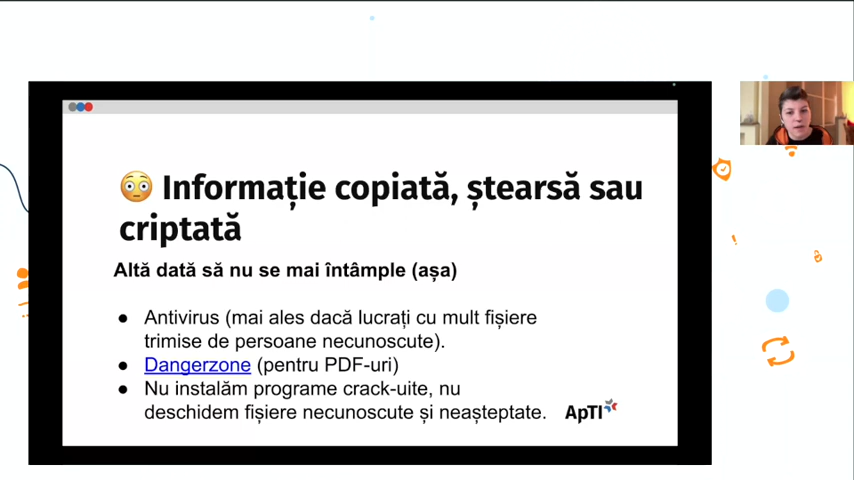 😳 Informație copiată, ștearsă sau
criptată
Altă dată să nu se mai întâmple (așa)
● Antivirus (mai ales dacă lucrați cu mult fișiere
trimise de persoane necunoscute).
● Dangerzone (pentru PDF-uri)
● Nu instalăm programe crack-uite, nu
deschidem fișiere necunoscute și neașteptate.
ApTI